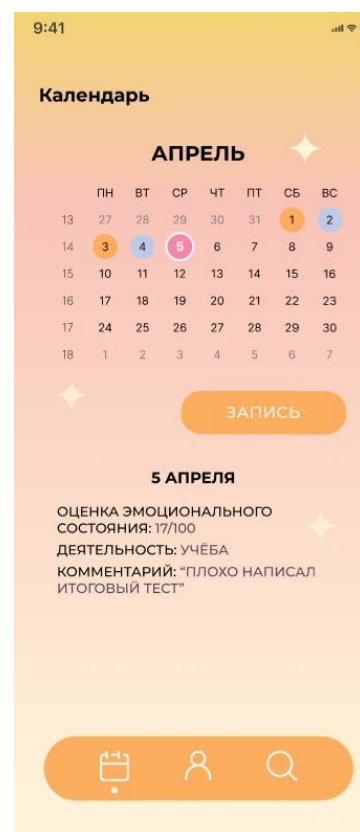 9:41
Календарь
АПРЕЛЬ
ПН ВТ СР ЧТ ПТ СБ ВС
13 27 28 29 30 31 1 2
14 3 4 5 6 7 8 9
15 10 11 12 13 14 15 16
16 17 18 19 20 21 22 23
17 24 25 26 27 28 29 30
18 1 2 3 4 5 6 7
ЗАПИСЬ
5 АПРЕЛЯ
ОЦЕНКА ЭМОЦИОНАЛЬНОГО
СОСТОЯНИЯ: 17/100
ДЕЯТЕЛЬНОСТЬ: УЧЁБА
КОММЕНТАРИЙ: “ПЛОХО НАПИСАЛ
ИТОГОВЫЙ ТЕСТ”